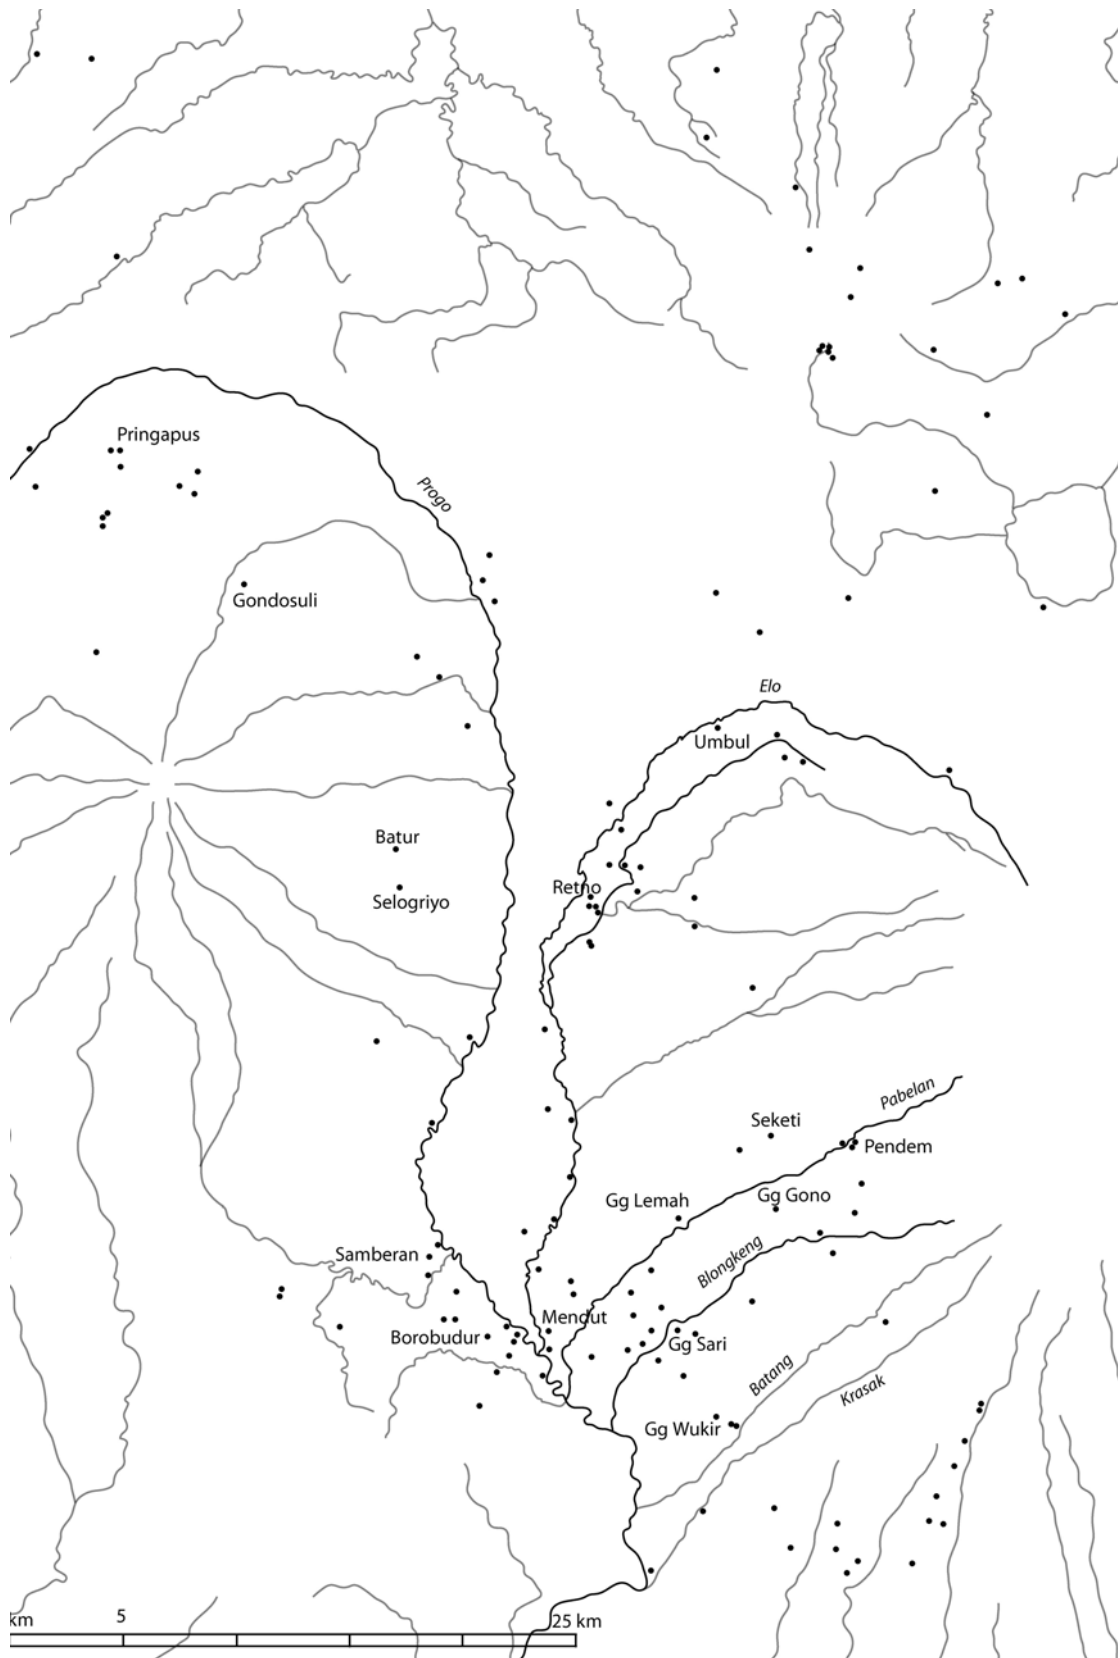 Pringapus
Progo
Gondosuli
Elo
Umbul
Batur
Retno
Selogriyo
Pabelan
Seketi
Pendem
Gg Lemah
Gg Gono
Samberan
Blongkeng
Mendut
Borobudur
Gg Sari
Batang
Krasak
Gg Wukir
km 5 25 km